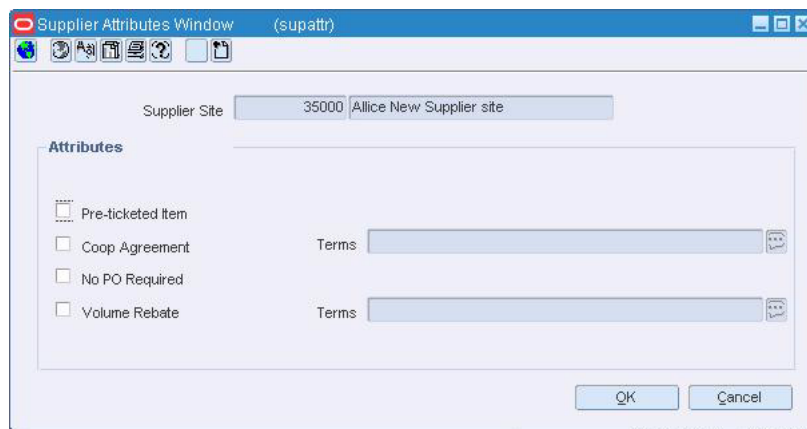 Supplier Attributes Window (supattr)
Supplier Site 35000 Allice New Supplier site
Attributes
Pre-ticketed Item
Coop Agreement Terms
No PO Required
Volume Rebate Terms
OK Cancel